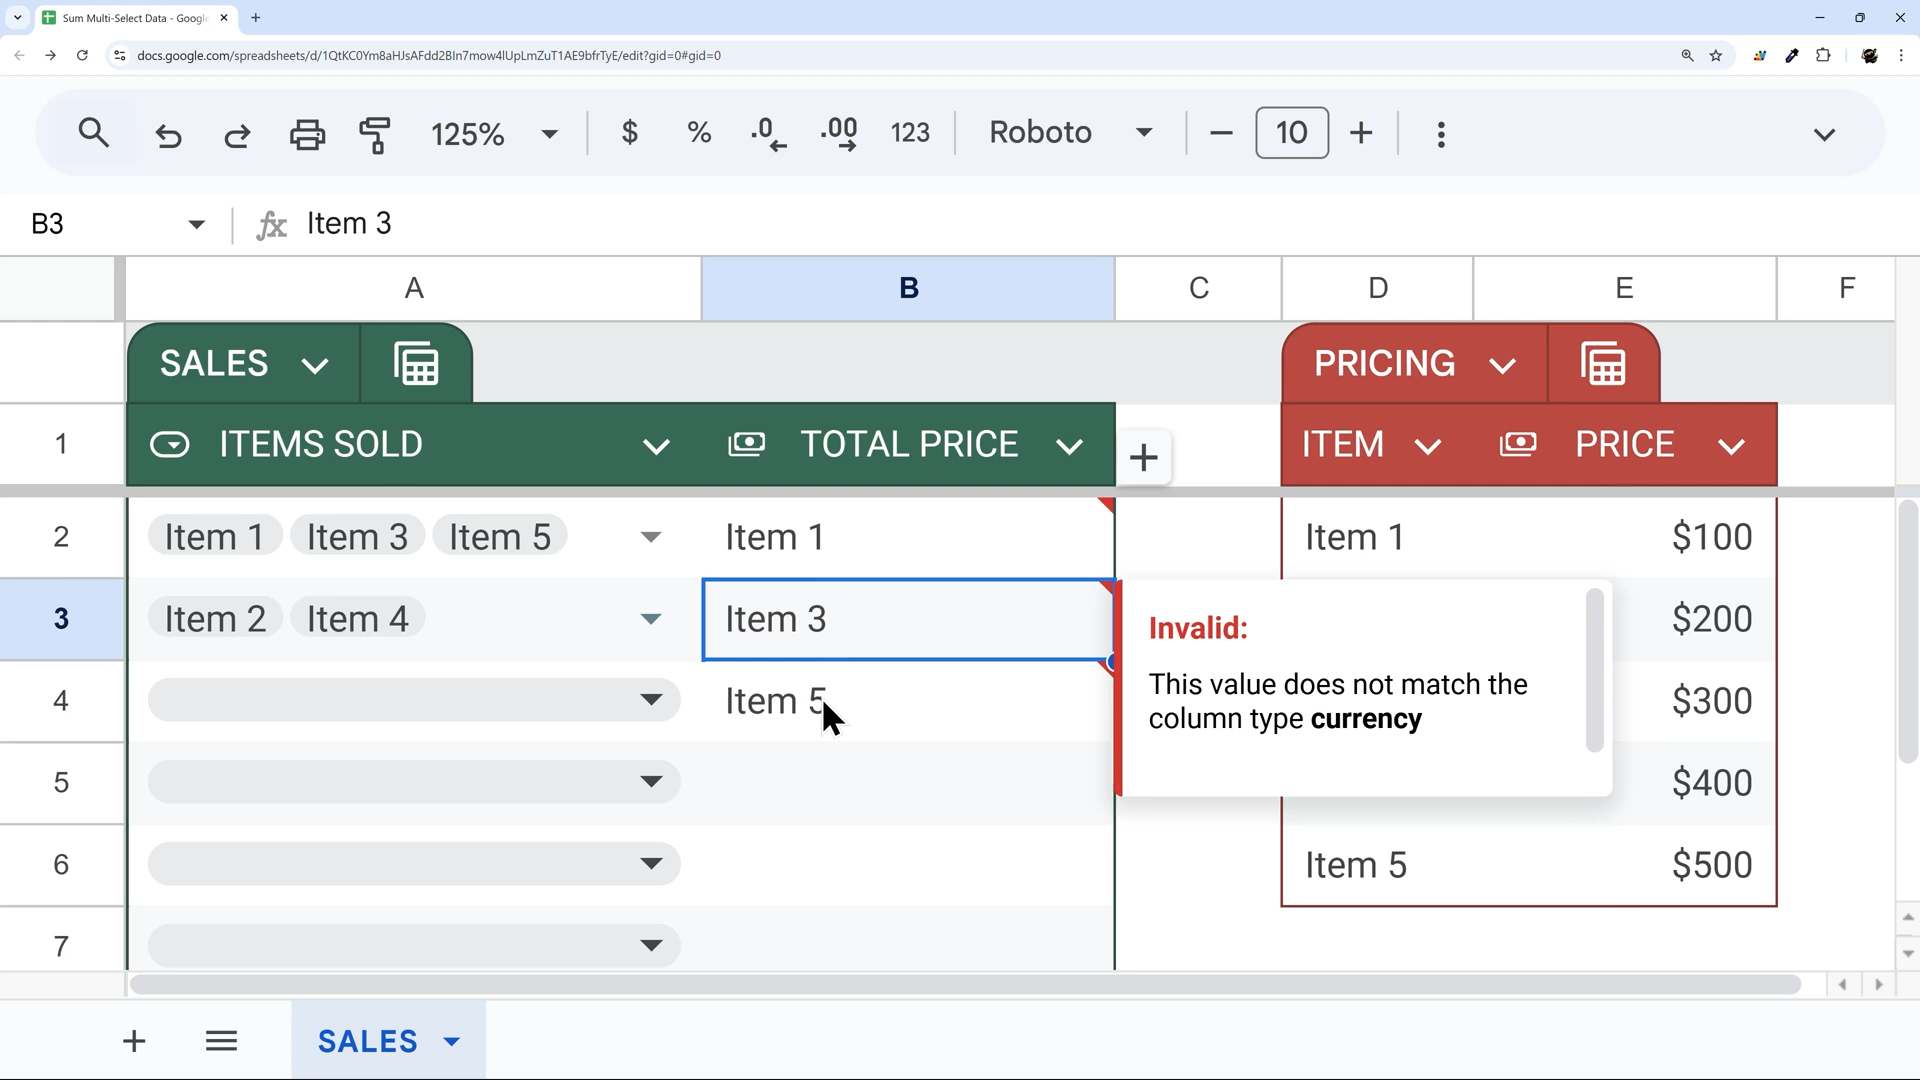 Sum Multi-Select Data - Google
docs.google.com/spreadsheets/d/1QtKC0Ym8aHJsAFdd2BIn7mow4lUpLmZuT1AE9bfrTyE/edit?gid=0#gid=0
125% $ % .0 .00 123 Roboto 10
B3 fx Item 3
A B C D E F
SALES PRICING
1 ITEMS SOLD TOTAL PRICE ITEM PRICE
2 Item 1 Item 3 Item 5 Item 1 Item 1 $100
3 Item 2 Item 4 Item 3 $200
Invalid:
This value does not match the
column type currency
4 Item 5 $300
5 $400
6 Item 5 $500
7
SALES